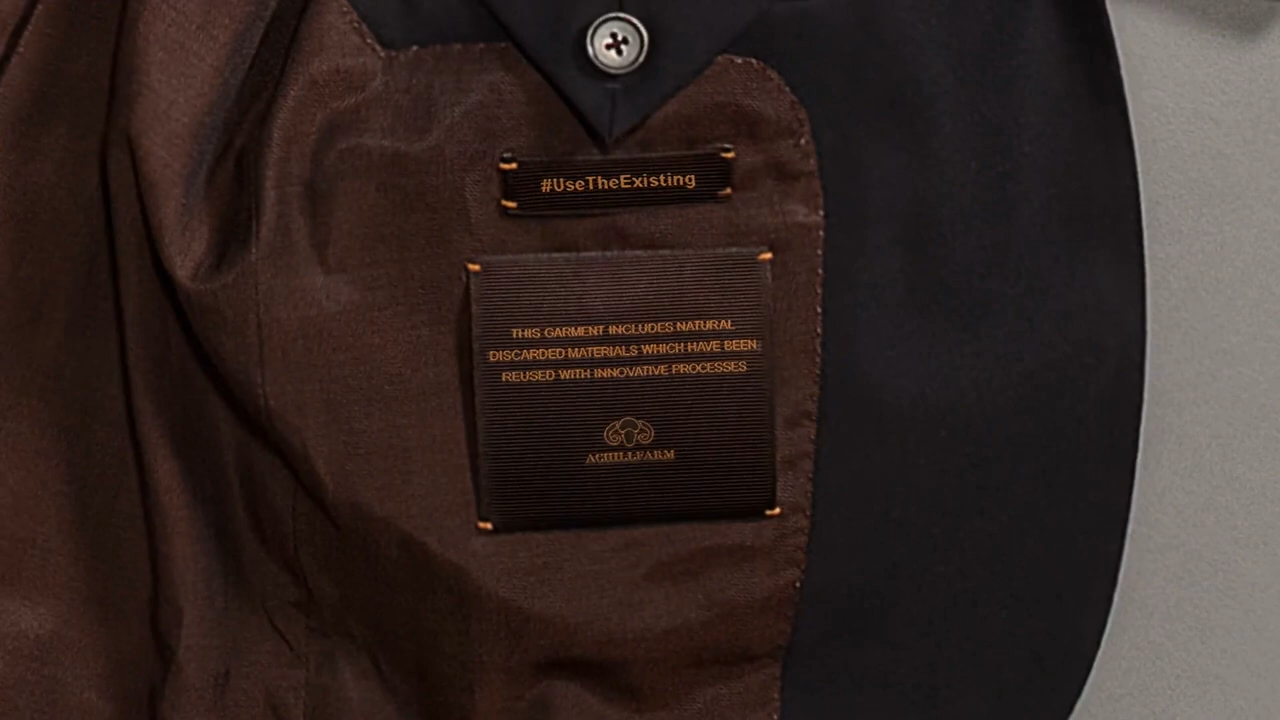 #UseTheExisting
THIS GARMENT INCLUDES NATURAL
DISCARDED MATERIALS WHICH HAVE BEEN
REUSED WITH INNOVATIVE PROCESSES
ACHILLFARM